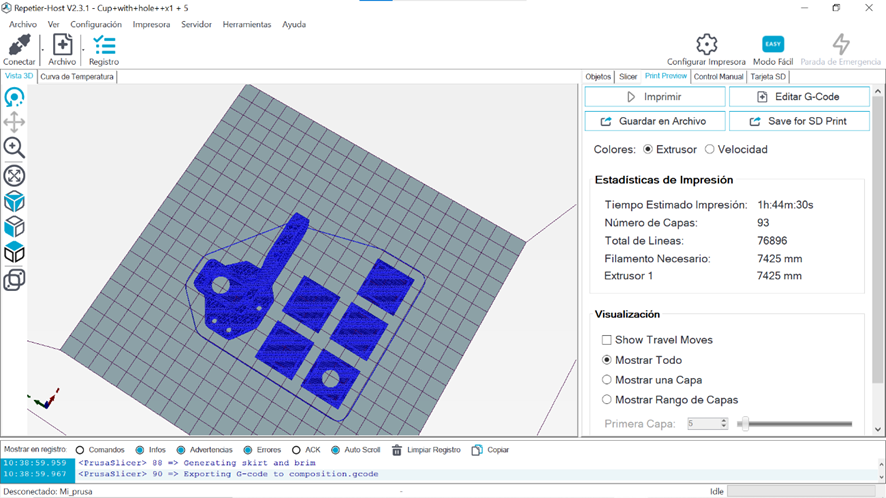 Repetier-Host V2.3.1 - Cup+with+hole++x1 + 5
Archivo Ver Configuración Impresora Servidor Herramientas Ayuda
Conectar Archivo Registro Configurar Impresora EASY Modo Fácil Parada de Emergencia
Vista 3D Curva de Temperatura
Objetos Slicer Print Preview Control Manual Tarjeta SD
Imprimir Editar G-Code
Guardar en Archivo Save for SD Print
Colores: Extrusor Velocidad
Estadísticas de Impresión
Tiempo Estimado Impresión: 1h:44m:30s
Número de Capas: 93
Total de Lineas: 76896
Filamento Necesario: 7425 mm
Extrusor 1 7425 mm
Visualización
Show Travel Moves
Mostrar Todo
Mostrar una Capa
Mostrar Rango de Capas
Primera Capa: 5
Mostrar en registro: Comandos Infos Advertencias Errores ACK Auto Scroll Limpiar Registro Copiar
10:38:59.959 <PrusaSlicer> 88 => Generating skirt and brim
10:38:59.967 <PrusaSlicer> 90 => Exporting G-code to composition.gcode
Desconectado: Mi_prusa - Idle